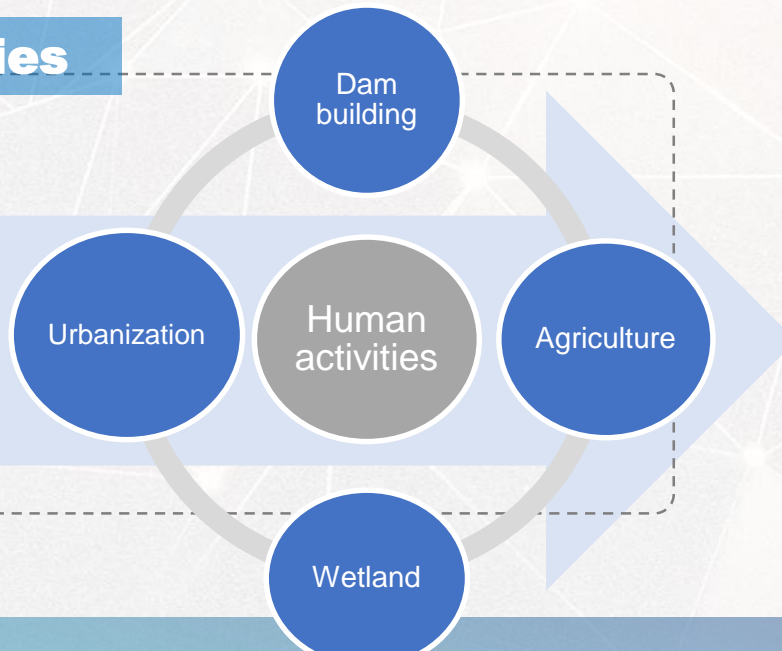 ies
Dam
building
Urbanization
Human
activities
Agriculture
Wetland